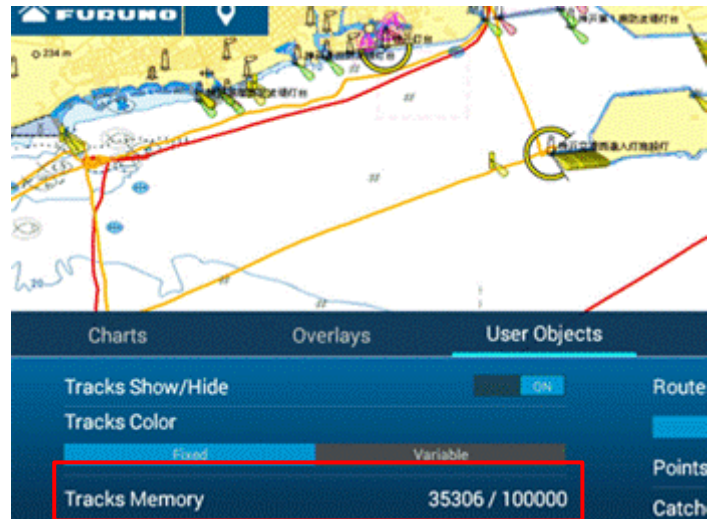 FURUNO
234 m
20
Charts
Overlays
User Objects
Tracks Show/Hide
ON
Route
Tracks Color
Fixed
Variable
Points
Tracks Memory
35306 / 100000
Catch